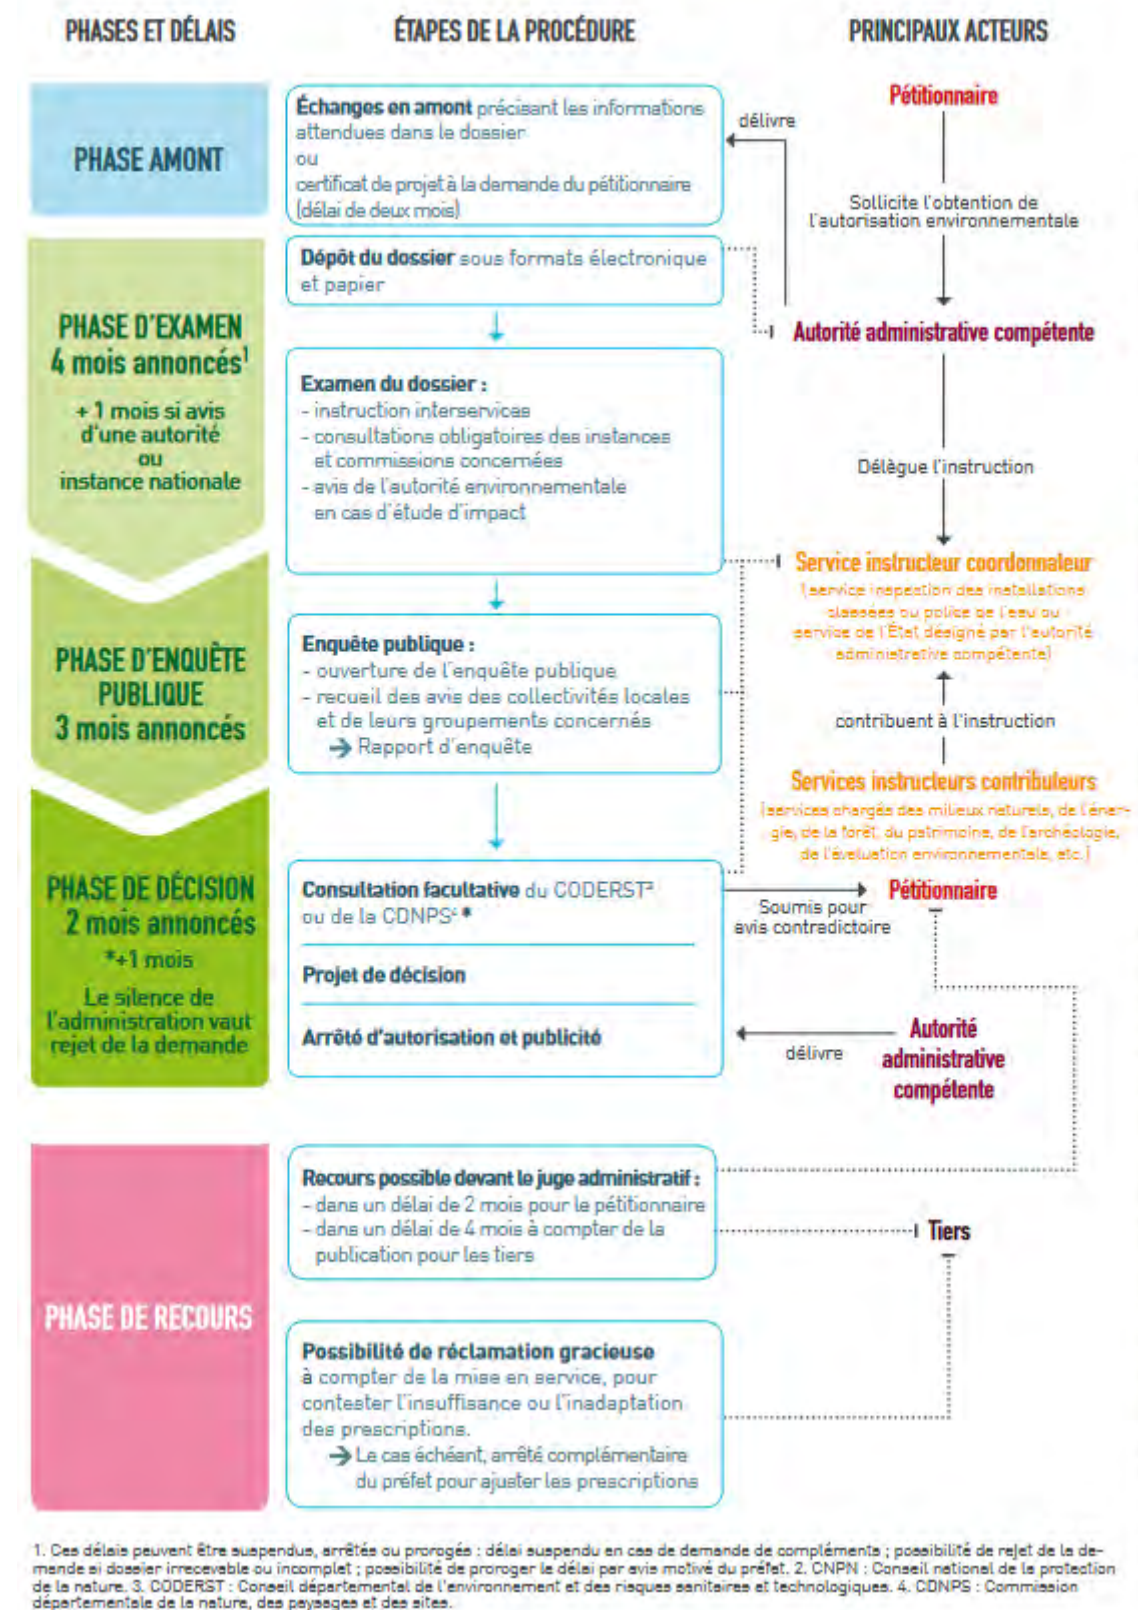 PHASES ET DÉLAIS
ÉTAPES DE LA PROCÉDURE
PRINCIPAUX ACTEURS
PHASE AMONT
Échanges en amont précisant les informations
attendues dans le dossier
ou
certificat de projet à la demande du pétitionnaire
(délai de deux mois)
délivre
Pétitionnaire
Sollicite l'obtention de
l'autorisation environnementale
PHASE D'EXAMEN
4 mois annoncés¹
+ 1 mois si avis
d'une autorité
ou
instance nationale
Dépôt du dossier sous formats électronique
et papier
Autorité administrative compétente
Examen du dossier :
- instruction interservices
- consultations obligatoires des instances
et commissions concernées
- avis de l'autorité environnementale
en cas d'étude d'impact
Délègue l'instruction
Service instructeur coordonnateur
(service inspection des installations
classées ou police de l'eau ou
service de l'État désigné par l'autorité
administrative compétente)
PHASE D'ENQUÊTE
PUBLIQUE
3 mois annoncés
Enquête publique :
- ouverture de l'enquête publique
- recueil des avis des collectivités locales
et de leurs groupements concernés
→ Rapport d'enquête
contribuent à l'instruction
Services instructeurs contributeurs
(services chargés des milieux naturels, de l'éner-
gie, de la forêt, du patrimoine, de l'archéologie,
de l'évaluation environnementale, etc.)
PHASE DE DÉCISION
2 mois annoncés
*+1 mois
Le silence de
l'administration vaut
rejet de la demande
Consultation facultative du CODERST³
ou de la CDNPS⁴ *
Projet de décision
Arrêté d'autorisation et publicité
Soumis pour
avis contradictoire
Pétitionnaire
délivre
Autorité
administrative
compétente
PHASE DE RECOURS
Recours possible devant le juge administratif :
- dans un délai de 2 mois pour le pétitionnaire
- dans un délai de 4 mois à compter de la
publication pour les tiers
Tiers
Possibilité de réclamation gracieuse
à compter de la mise en service, pour
contester l'insuffisance ou l'inadaptation
des prescriptions.
→ Le cas échéant, arrêté complémentaire
du préfet pour ajuster les prescriptions
1. Ces délais peuvent être suspendus, arrêtés ou prorogés : délai suspendu en cas de demande de compléments ; possibilité de rejet de la de-
mande si dossier irrecevable ou incomplet ; possibilité de proroger le délai par avis motivé du préfet. 2. CNPN : Conseil national de la protection
de la nature. 3. CODERST : Conseil départemental de l'environnement et des risques sanitaires et technologiques. 4. CDNPS : Commission
départementale de la nature, des paysages et des sites.